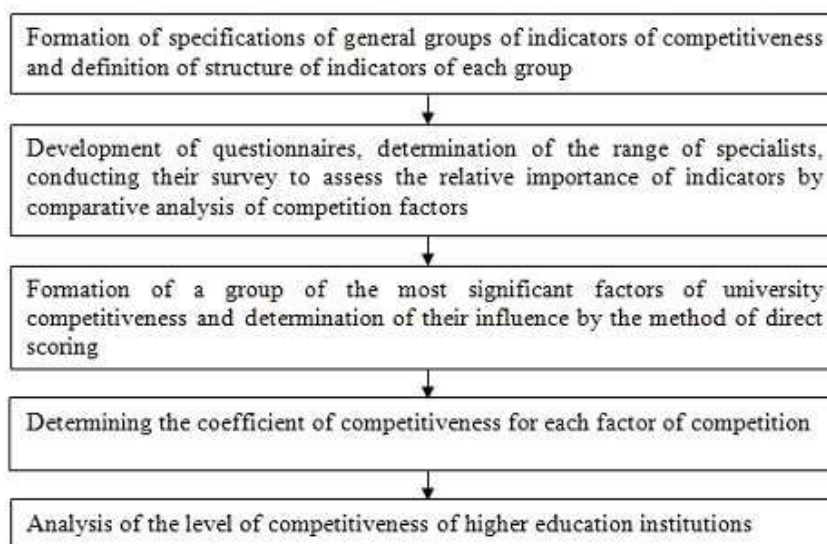 Formation of specifications of general groups of indicators of competitiveness
and definition of structure of indicators of each group
Development of questionnaires, determination of the range of specialists,
conducting their survey to assess the relative importance of indicators by
comparative analysis of competition factors
Formation of a group of the most significant factors of university
competitiveness and determination of their influence by the method of direct
scoring
Determining the coefficient of competitiveness for each factor of competition
Analysis of the level of competitiveness of higher education institutions